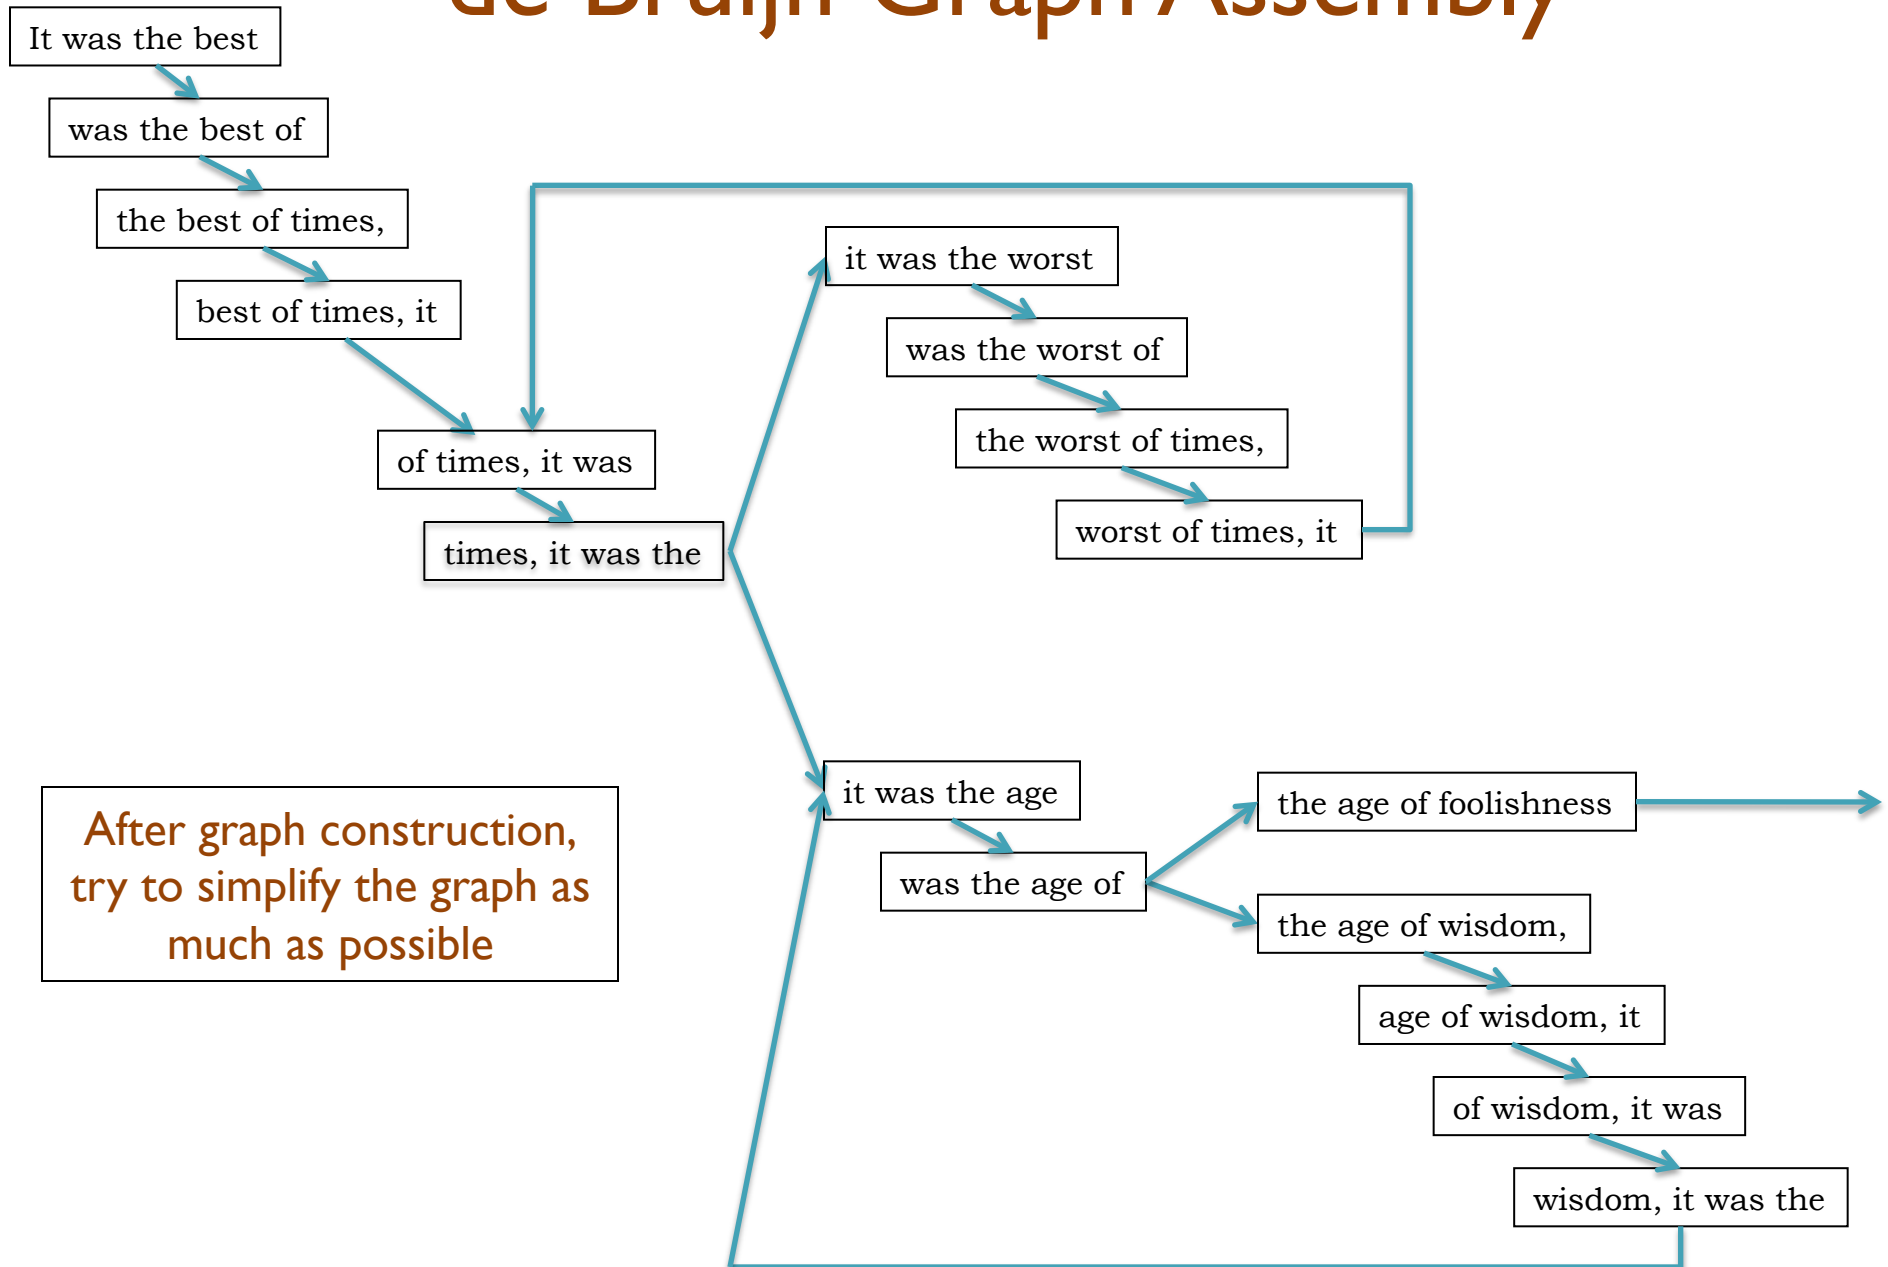 de Bruijn Graph Assembly
It was the best
was the best of
the best of times,
best of times, it
of times, it was
times, it was the
it was the worst
was the worst of
the worst of times,
worst of times, it
it was the age
was the age of
the age of foolishness
the age of wisdom,
age of wisdom, it
of wisdom, it was
wisdom, it was the
After graph construction,
try to simplify the graph as
much as possible